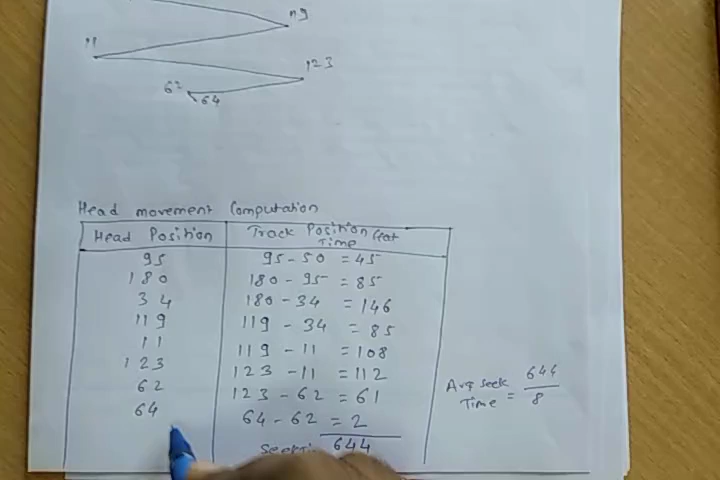 119
11
123
62
64
Head movement Computation
Head Position Track Position
Time
95 95 - 50 = 45
180 180 - 95 = 85
34 180 - 34 = 146
119 119 - 34 = 85
11 119 - 11 = 108
123 123 - 11 = 112
62 123 - 62 = 61
64 64 - 62 = 2
644
Avg seek Time = 644 / 8